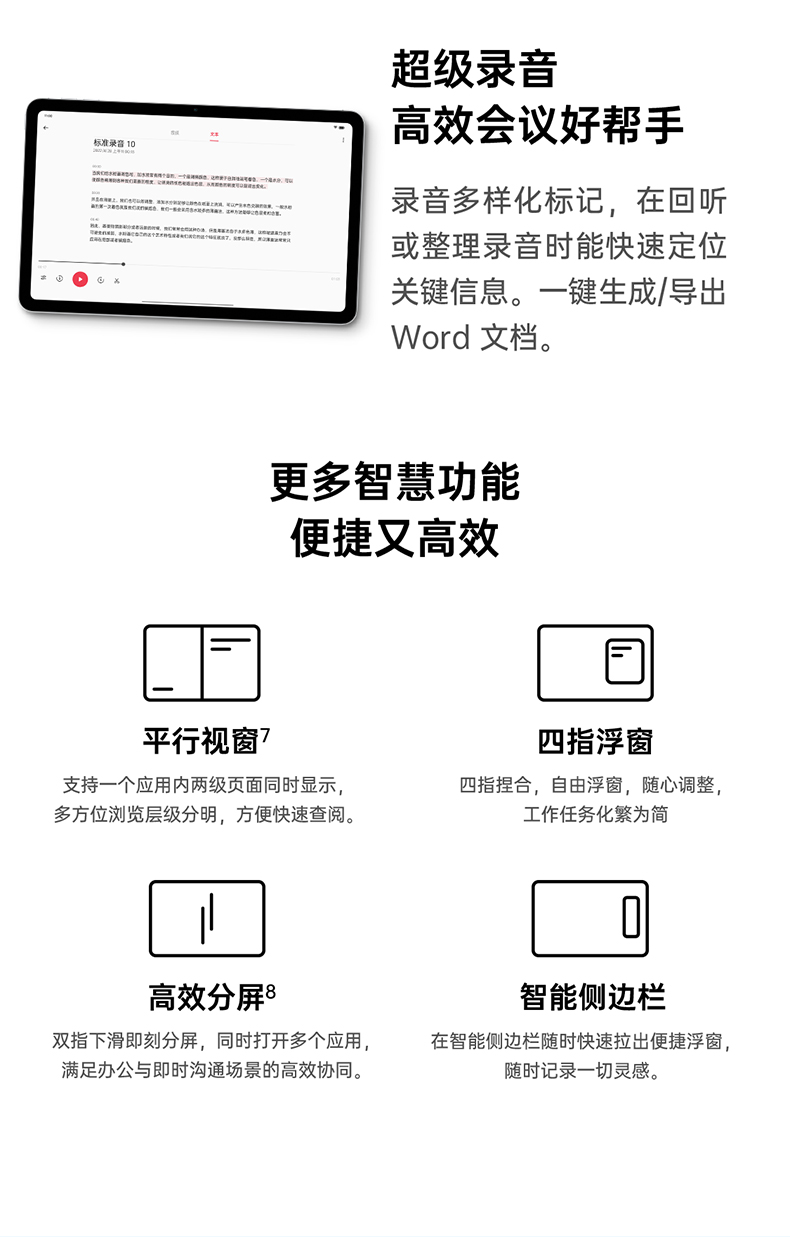 超级录音
高效会议好帮手
录音多样化标记，在回听
或整理录音时能快速定位
关键信息。一键生成/导出
Word 文档。
标准录音 10
文本
更多智慧功能
便捷又高效
平行视窗7
支持一个应用内两级页面同时显示，
多方位浏览层级分明，方便快速查阅。
四指浮窗
四指捏合，自由浮窗，随心调整，
工作任务化繁为简
高效分屏8
双指下滑即刻分屏，同时打开多个应用，
满足办公与即时沟通场景的高效协同。
智能侧边栏
在智能侧边栏随时快速拉出便捷浮窗，
随时记录一切灵感。